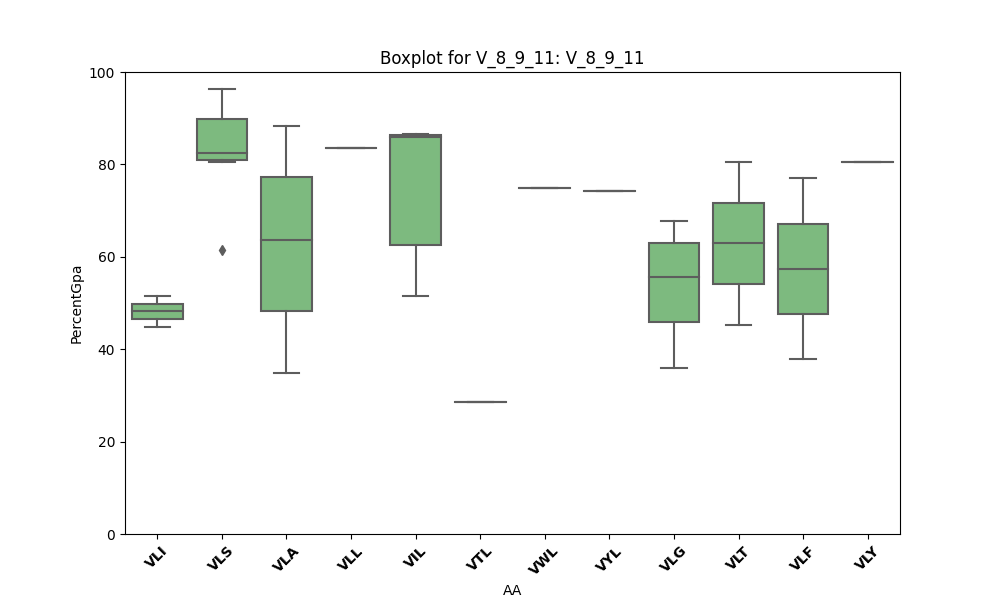 Boxplot for V_8_9_11: V_8_9_11
100
80
60
40
20
0
PercentGpa
VLI VLS VLA VLL VIL VTL VWL VYL VLG VLT VLF VLY
AA